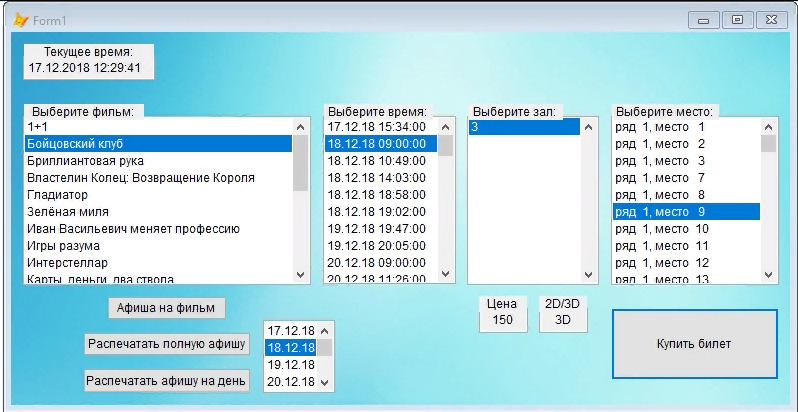 Form1
Текущее время:
17.12.2018 12:29:41
Выберите фильм:
1+1
Бойцовский клуб
Бриллиантовая рука
Властелин Колец: Возвращение Короля
Гладиатор
Зелёная миля
Иван Васильевич меняет профессию
Игры разума
Интерстеллар
Карты, деньги, два ствола
Выберите время:
17.12.18 15:34:00
18.12.18 09:00:00
18.12.18 10:49:00
18.12.18 14:03:00
18.12.18 18:58:00
18.12.18 19:02:00
19.12.18 19:47:00
19.12.18 20:05:00
20.12.18 09:00:00
20.12.18 11:26:00
Выберите зал:
3
Выберите место:
ряд 1, место 1
ряд 1, место 2
ряд 1, место 3
ряд 1, место 7
ряд 1, место 8
ряд 1, место 9
ряд 1, место 10
ряд 1, место 11
ряд 1, место 12
ряд 1, место 13
Афиша на фильм
Распечатать полную афишу
Распечатать афишу на день
17.12.18
18.12.18
19.12.18
20.12.18
Цена
150
2D/3D
3D
Купить билет